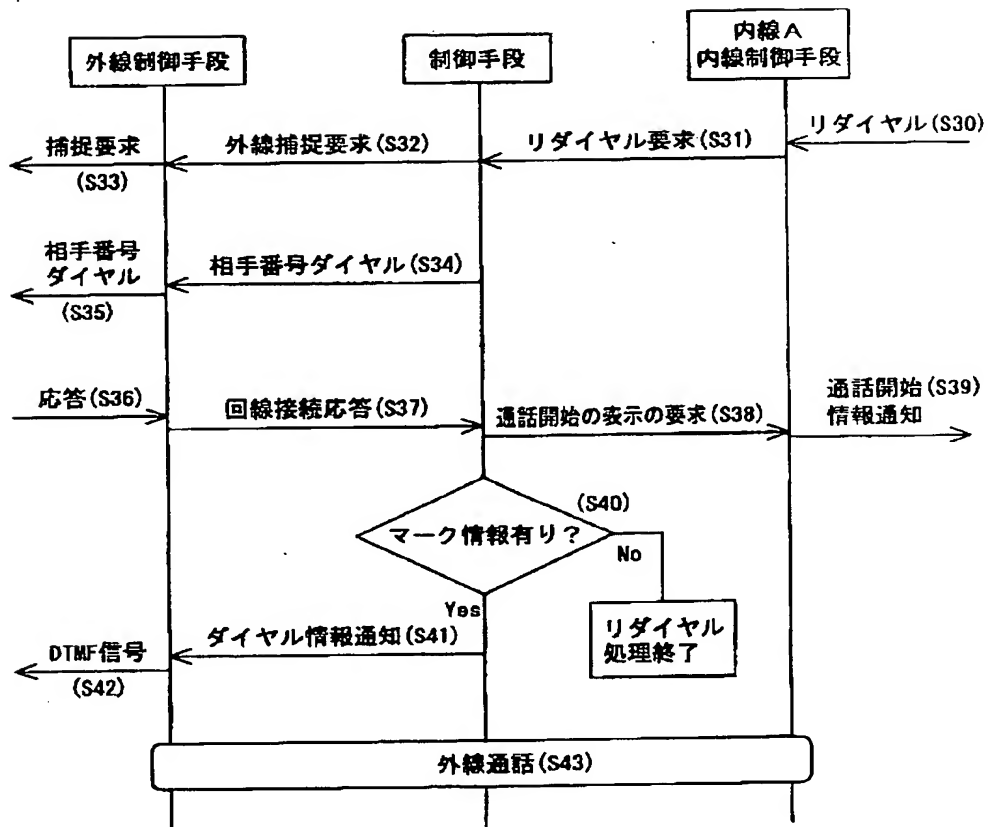 外線制御手段
制御手段
内線A
内線制御手段
リダイヤル(S30)
リダイヤル要求(S31)
外線捕捉要求(S32)
捕捉要求
(S33)
相手番号ダイヤル(S34)
相手番号
ダイヤル
(S35)
応答(S36)
回線接続応答(S37)
通話開始の表示の要求(S38)
通話開始(S39)
情報通知
(S40)
マーク情報有り?
No
Yes
リダイヤル
処理終了
ダイヤル情報通知(S41)
DTMF信号
(S42)
外線通話(S43)